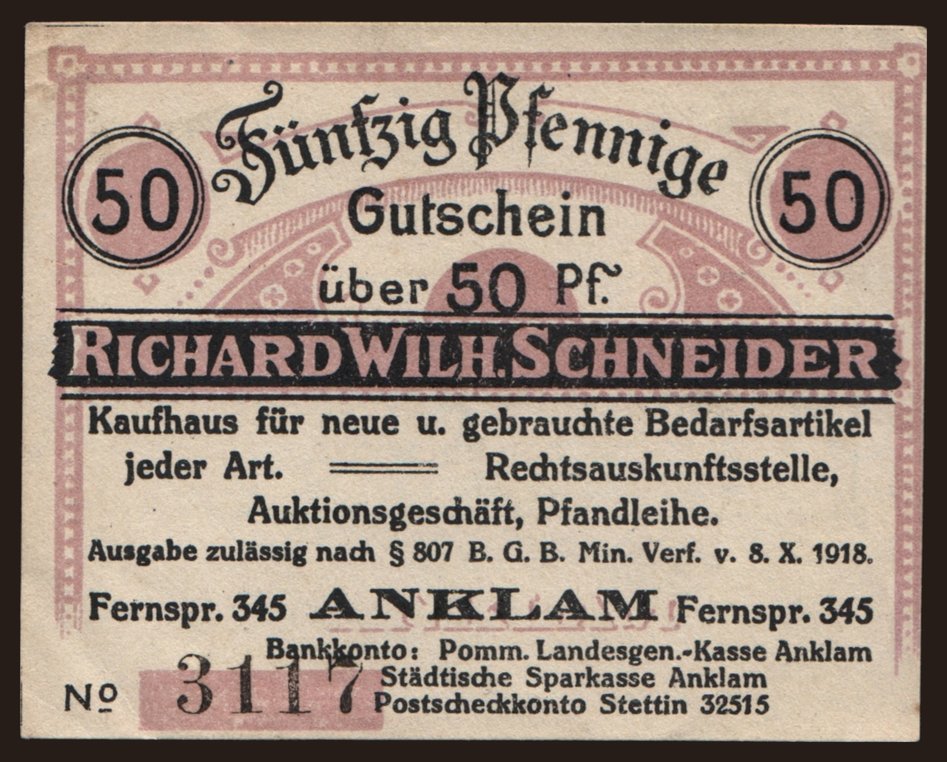 Fünfzig Pfennige
50 50
Gutschein
über 50 Pf.
RICHARD WILH. SCHNEIDER
Kaufhaus für neue u. gebrauchte Bedarfsartikel
jeder Art. Rechtsauskunftsstelle,
Auktionsgeschäft, Pfandleihe.
Ausgabe zulässig nach § 807 B. G. B. Min. Verf. v. 8. X. 1918.
Fernspr. 345 ANKLAM Fernspr. 345
Bankkonto: Pomm. Landesgen.-Kasse Anklam
Städtische Sparkasse Anklam
No 3117 Postscheckkonto Stettin 32515